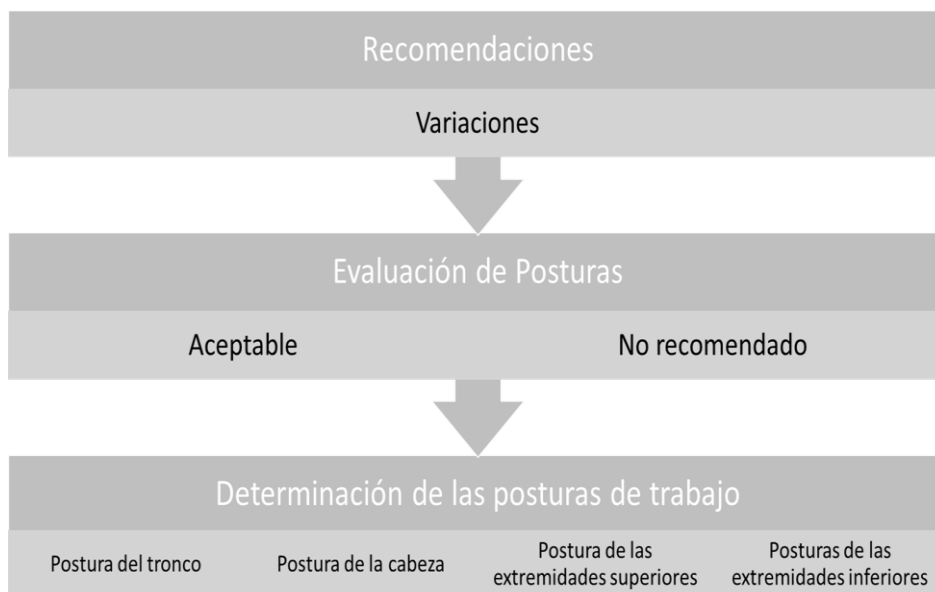 Recomendaciones
Variaciones
Evaluación de Posturas
Aceptable
No recomendado
Determinación de las posturas de trabajo
Postura del tronco
Postura de la cabeza
Postura de las
extremidades superiores
Posturas de las
extremidades inferiores